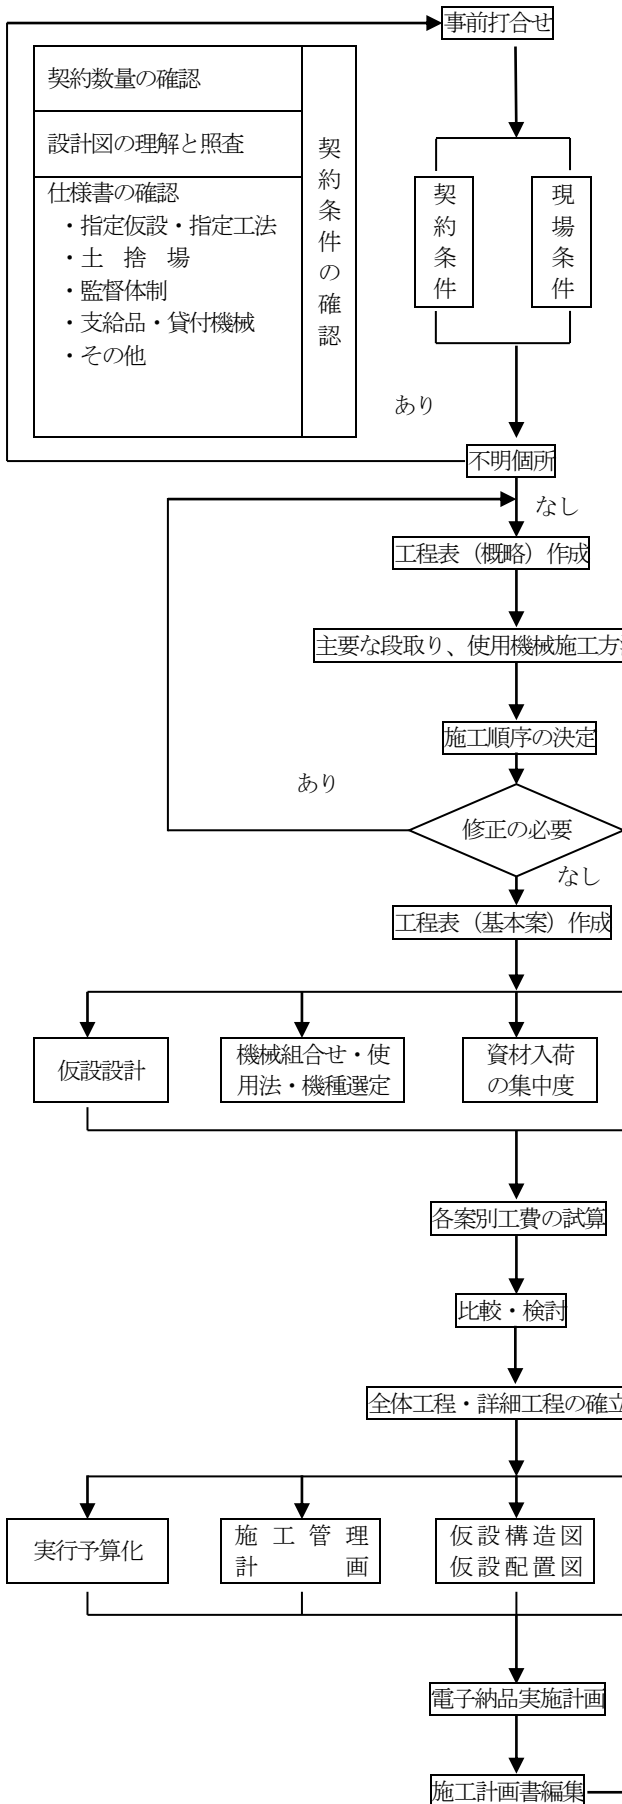 事前打合せ
契約数量の確認
設計図の理解と照査
仕様書の確認
・指定仮設・指定工法
・土　捨　場
・監督体制
・支給品・貸付機械
・その他
契約条件の確認
契約条件
現場条件
あり
不明個所
なし
工程表（概略）作成
主要な段取り、使用機械施工方
施工順序の決定
あり
修正の必要
なし
工程表（基本案）作成
仮設設計
機械組合せ・使
用法・機種選定
資材入荷
の集中度
各案別工費の試算
比較・検討
全体工程・詳細工程の確立
実行予算化
施工管理
計画
仮設構造図
仮設配置図
電子納品実施計画
施工計画書編集